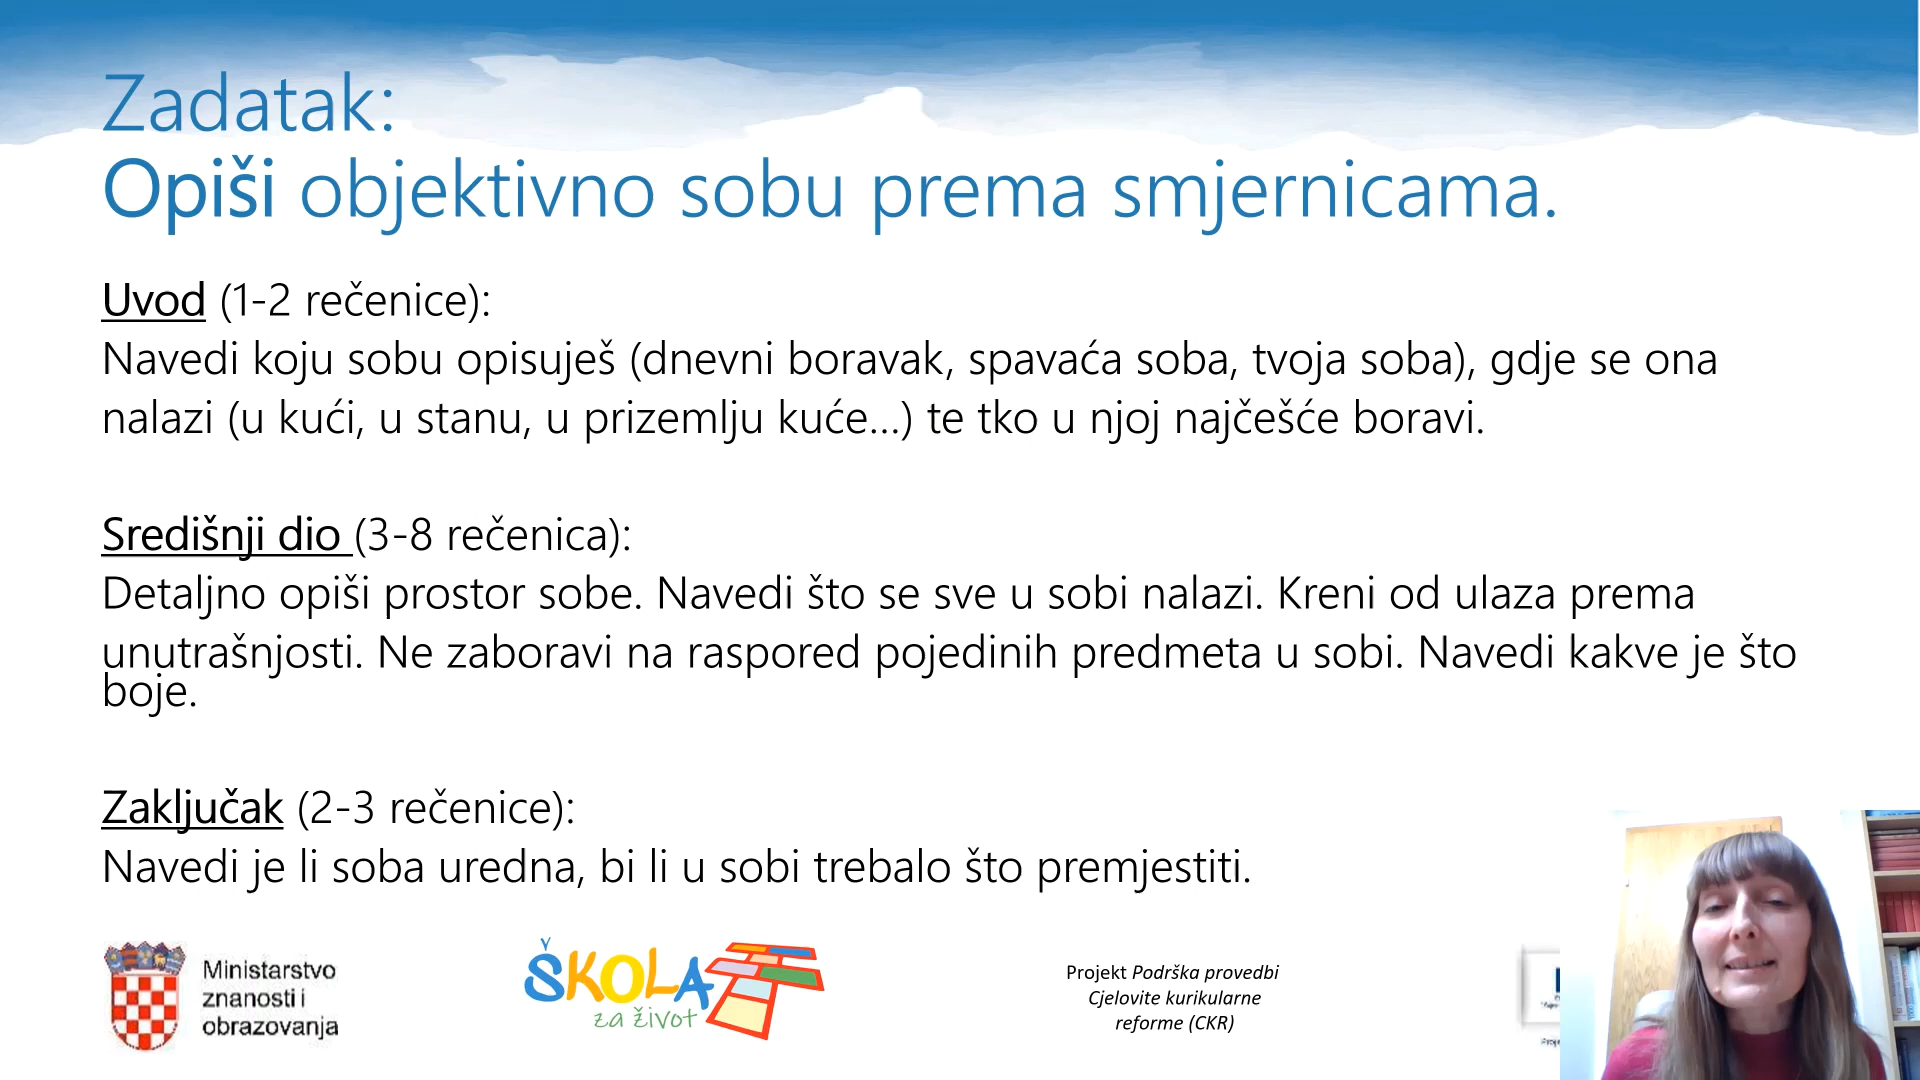 Zadatak:
Opiši objektivno sobu prema smjernicama.
Uvod (1-2 rečenice):
Navedi koju sobu opisuješ (dnevni boravak, spavaća soba, tvoja soba), gdje se ona
nalazi (u kući, u stanu, u prizemlju kuće...) te tko u njoj najčešće boravi.
Središnji dio (3-8 rečenica):
Detaljno opiši prostor sobe. Navedi što se sve u sobi nalazi. Kreni od ulaza prema
unutrašnjosti. Ne zaboravi na raspored pojedinih predmeta u sobi. Navedi kakve je što
boje.
Zaključak (2-3 rečenice):
Navedi je li soba uredna, bi li u sobi trebalo što premjestiti.
Ministarstvo
znanosti i
obrazovanja
ŠKOLA
za život
Projekt Podrška provedbi
Cjelovite kurikularne
reforme (CKR)